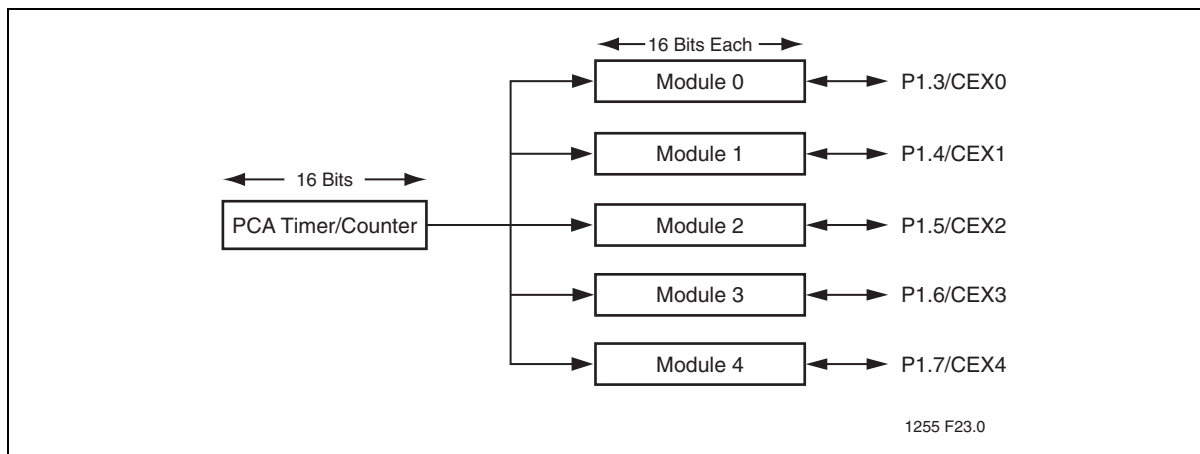 16 Bits Each
Module 0
P1.3/CEX0
Module 1
P1.4/CEX1
16 Bits
PCA Timer/Counter
Module 2
P1.5/CEX2
Module 3
P1.6/CEX3
Module 4
P1.7/CEX4
1255 F23.0